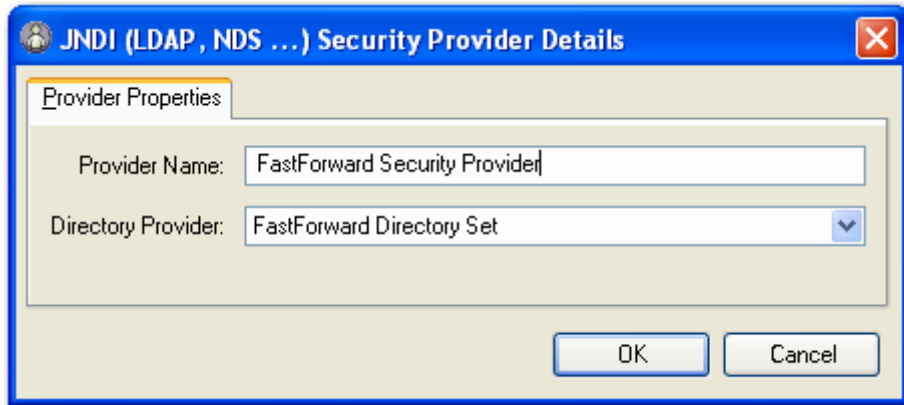 JNDI (LDAP, NDS ...) Security Provider Details
Provider Properties
Provider Name: FastForward Security Provider
Directory Provider: FastForward Directory Set
OK Cancel